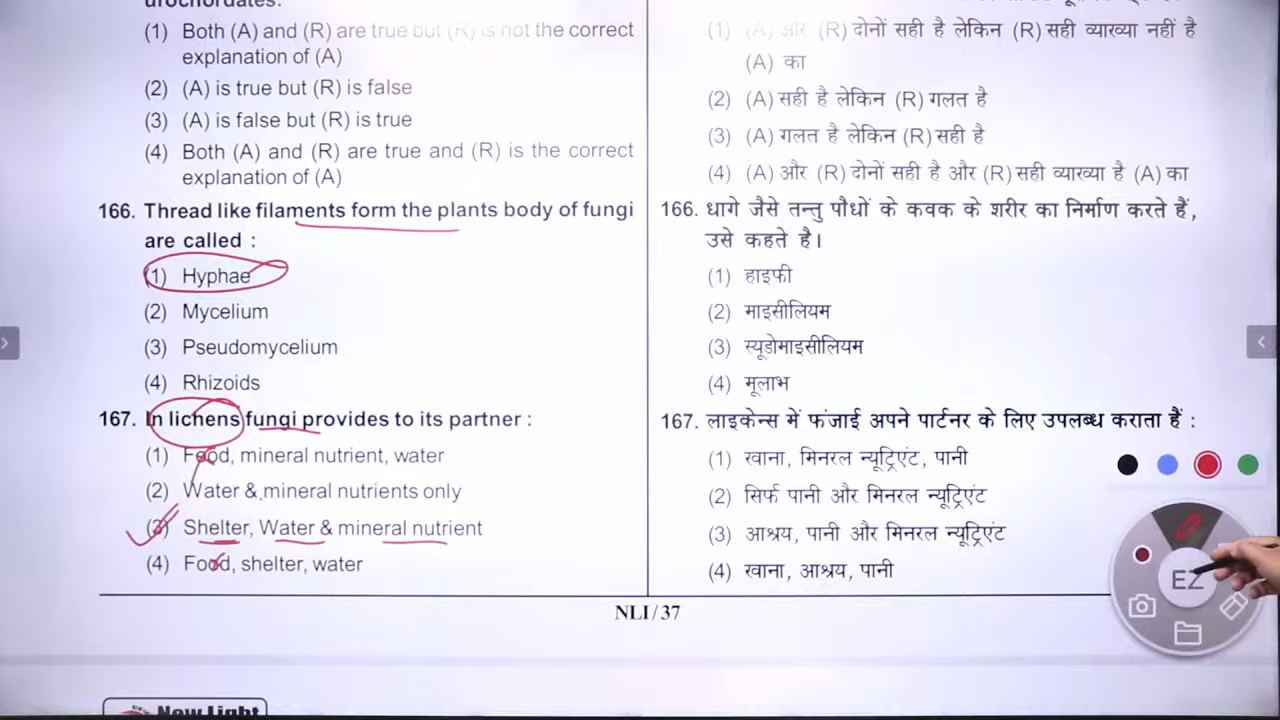 urochordates.
(1) Both (A) and (R) are true but (R) is not the correct
explanation of (A)
(2) (A) is true but (R) is false
(3) (A) is false but (R) is true
(4) Both (A) and (R) are true and (R) is the correct
explanation of (A)
166. Thread like filaments form the plants body of fungi
are called :
(1) Hyphae
(2) Mycelium
(3) Pseudomycelium
(4) Rhizoids
167. In lichens fungi provides to its partner :
(1) Food, mineral nutrient, water
(2) Water & mineral nutrients only
(3) Shelter, Water & mineral nutrient
(4) Food, shelter, water
(1) (A) और (R) दोनों सही है लेकिन (R) सही व्याख्या नहीं है
(A) का
(2) (A) सही है लेकिन (R) गलत है
(3) (A) गलत है लेकिन (R) सही है
(4) (A) और (R) दोनों सही है और (R) सही व्याख्या है (A) का
166. धागे जैसे तन्तु पौधों के कवक के शरीर का निर्माण करते हैं,
उसे कहते है।
(1) हाइफी
(2) माइसीलियम
(3) स्यूडोमाइसीलियम
(4) मूलाभ
167. लाइकेन्स में फंजाई अपने पार्टनर के लिए उपलब्ध कराता हैं :
(1) खाना, मिनरल न्यूट्रिएंट, पानी
(2) सिर्फ पानी और मिनरल न्यूट्रिएंट
(3) आश्रय, पानी और मिनरल न्यूट्रिएंट
(4) खाना, आश्रय, पानी
EZ
NLI/37
New Light